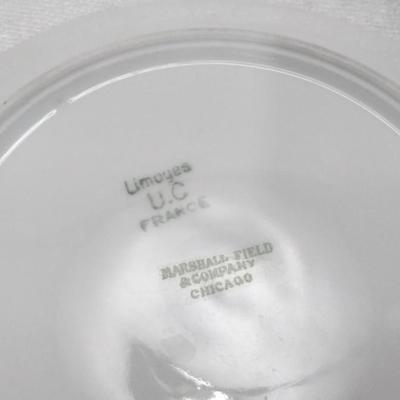 Limoges
U.C
FRANCE
MARSHALL FIELD
& COMPANY
CHICAGO